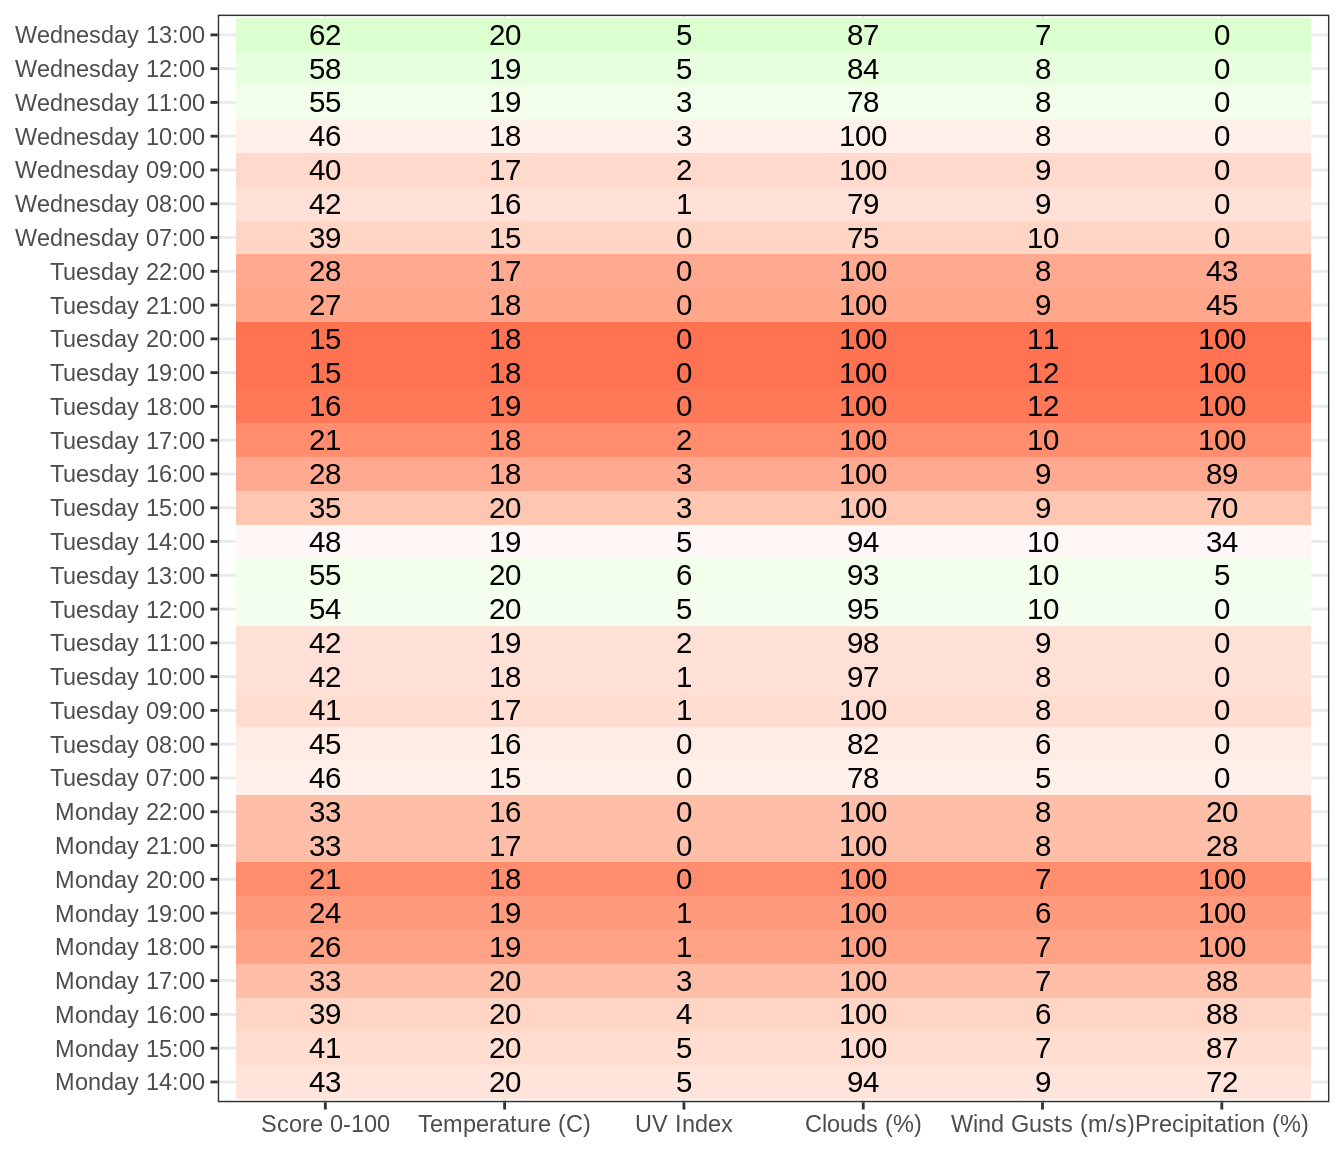 Wednesday 13:00 62 20 5 87 7 0
Wednesday 12:00 58 19 5 84 8 0
Wednesday 11:00 55 19 3 78 8 0
Wednesday 10:00 46 18 3 100 8 0
Wednesday 09:00 40 17 2 100 9 0
Wednesday 08:00 42 16 1 79 9 0
Wednesday 07:00 39 15 0 75 10 0
Tuesday 22:00 28 17 0 100 8 43
Tuesday 21:00 27 18 0 100 9 45
Tuesday 20:00 15 18 0 100 11 100
Tuesday 19:00 15 18 0 100 12 100
Tuesday 18:00 16 19 0 100 12 100
Tuesday 17:00 21 18 2 100 10 100
Tuesday 16:00 28 18 3 100 9 89
Tuesday 15:00 35 20 3 100 9 70
Tuesday 14:00 48 19 5 94 10 34
Tuesday 13:00 55 20 6 93 10 5
Tuesday 12:00 54 20 5 95 10 0
Tuesday 11:00 42 19 2 98 9 0
Tuesday 10:00 42 18 1 97 8 0
Tuesday 09:00 41 17 1 100 8 0
Tuesday 08:00 45 16 0 82 6 0
Tuesday 07:00 46 15 0 78 5 0
Monday 22:00 33 16 0 100 8 20
Monday 21:00 33 17 0 100 8 28
Monday 20:00 21 18 0 100 7 100
Monday 19:00 24 19 1 100 6 100
Monday 18:00 26 19 1 100 7 100
Monday 17:00 33 20 3 100 7 88
Monday 16:00 39 20 4 100 6 88
Monday 15:00 41 20 5 100 7 87
Monday 14:00 43 20 5 94 9 72
Score 0-100 Temperature (C) UV Index Clouds (%) Wind Gusts (m/s) Precipitation (%)